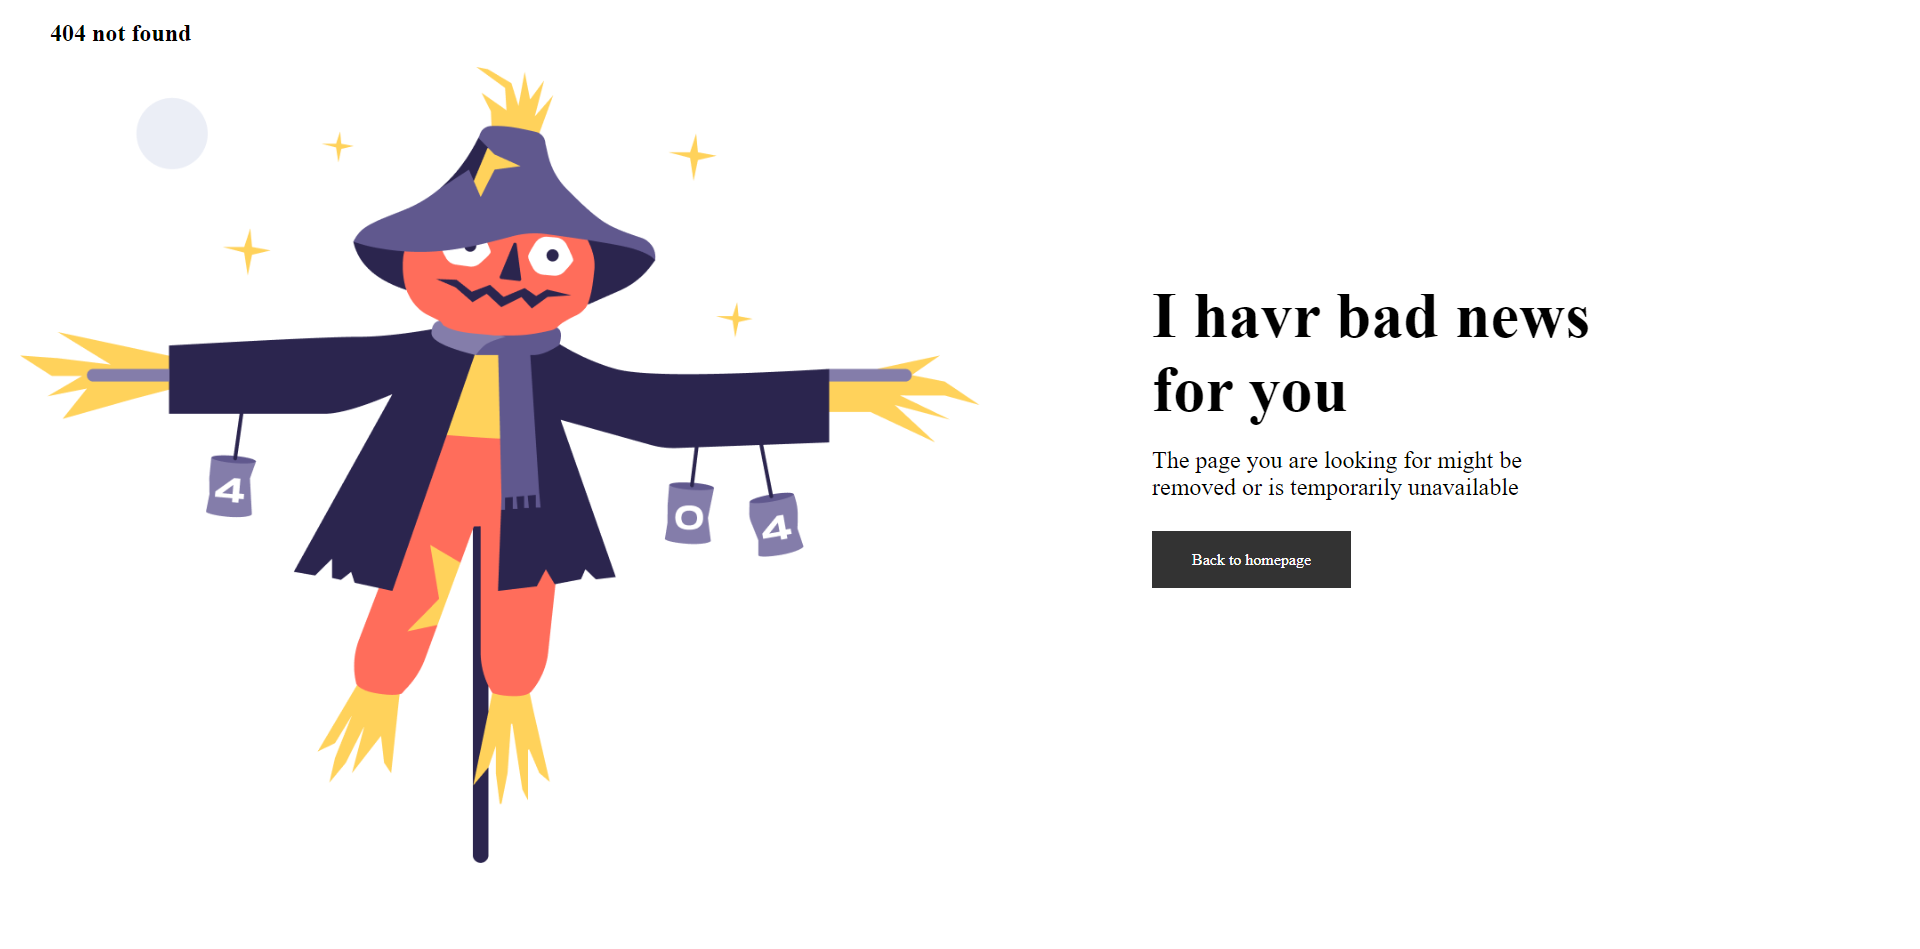 404 not found
4
0
4
I havr bad news
for you
The page you are looking for might be
removed or is temporarily unavailable
Back to homepage